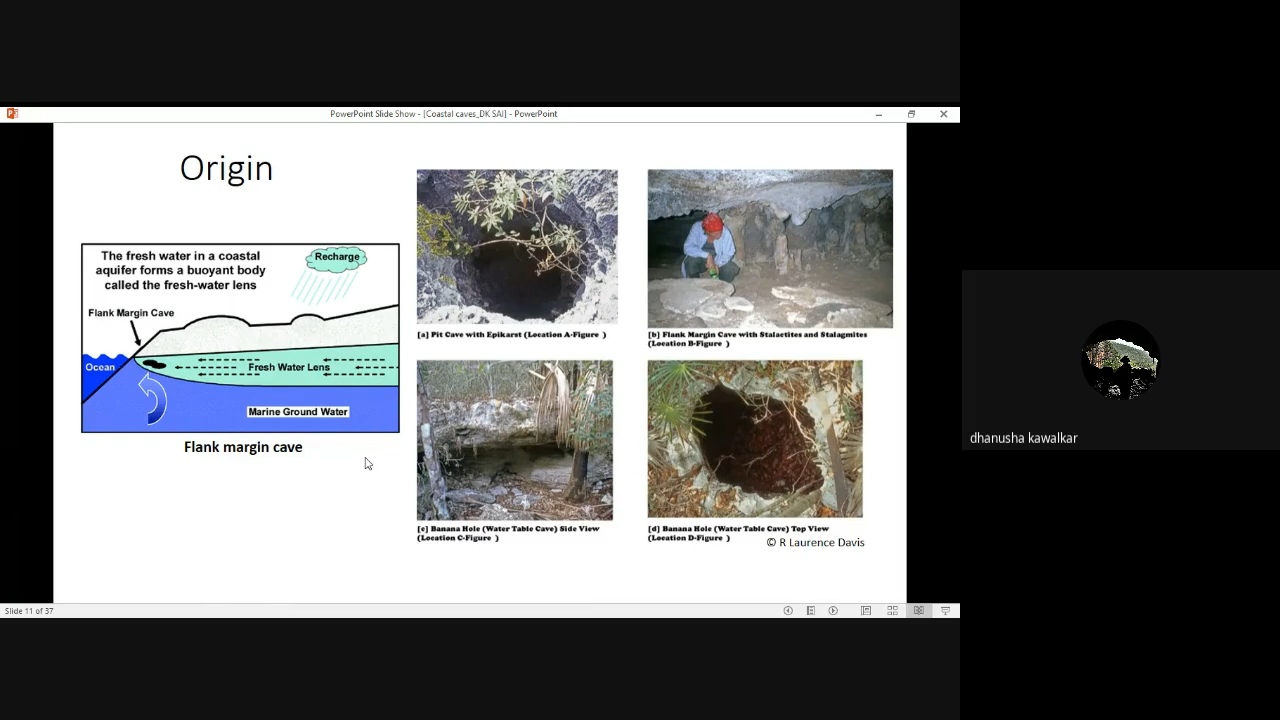 PowerPoint Slide Show - [Coastal caves_DK SAI] - PowerPoint
Origin
The fresh water in a coastal
aquifer forms a buoyant body
called the fresh-water lens
Recharge
Flank Margin Cave
Ocean
Fresh Water Lens
Marine Ground Water
Flank margin cave
[a] Pit Cave with Epikarst (Location A-Figure )
[b] Flank Margin Cave with Stalactites and Stalagmites
(Location B-Figure )
[c] Banana Hole (Water Table Cave) Side View
(Location C-Figure )
[d] Banana Hole (Water Table Cave) Top View
(Location D-Figure )
© R Laurence Davis
Slide 11 of 37
dhanusha kawalkar